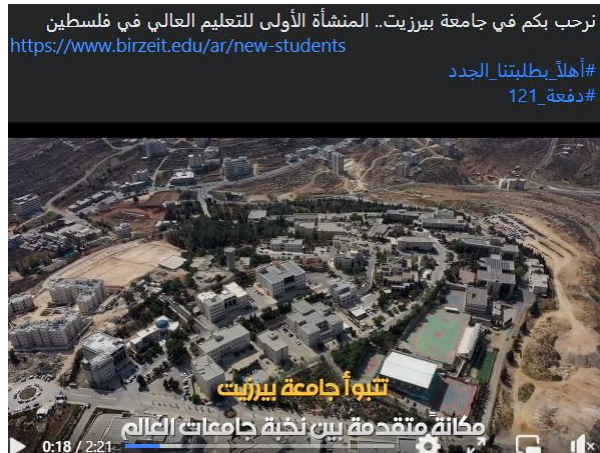 نرحب بكم في جامعة بيرزيت.. المنشأة الأولى للتعليم العالي في فلسطين
https://www.birzeit.edu/ar/new-students
#أهلاً_بطلبتنا_الجدد
#دفعة_121
تتبوأ جامعة بيرزيت
مكانةً متقدمة بين نخبة جامعات العالم
0:18 / 2:21